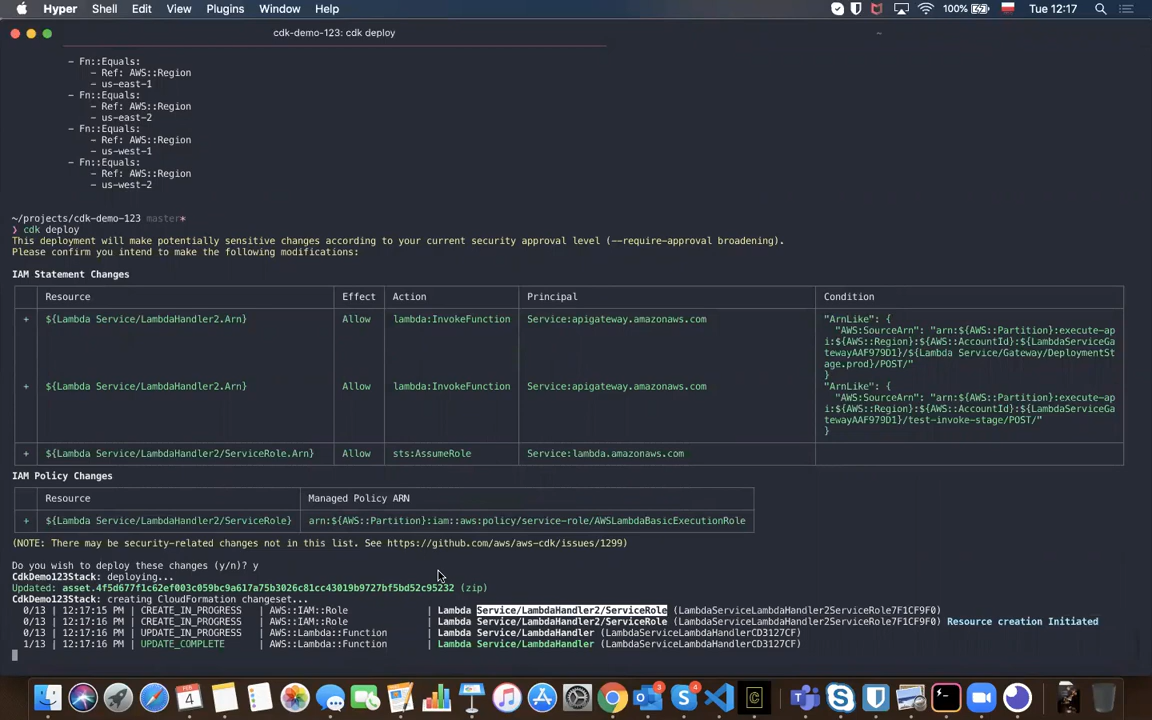 Hyper Shell Edit View Plugins Window Help 100% Tue 12:17
cdk-demo-123: cdk deploy
- Fn::Equals:
- Ref: AWS::Region
- us-east-1
- Fn::Equals:
- Ref: AWS::Region
- us-east-2
- Fn::Equals:
- Ref: AWS::Region
- us-west-1
- Fn::Equals:
- Ref: AWS::Region
- us-west-2
~/projects/cdk-demo-123 master*
❯ cdk deploy
This deployment will make potentially sensitive changes according to your current security approval level (--require-approval broadening).
Please confirm you intend to make the following modifications:
IAM Statement Changes
Resource Effect Action Principal Condition
+ ${Lambda Service/LambdaHandler2.Arn} Allow lambda:InvokeFunction Service:apigateway.amazonaws.com "ArnLike": {
"AWS:SourceArn": "arn:${AWS::Partition}:execute-ap
i:${AWS::Region}:${AWS::AccountId}:${LambdaServiceGa
tewayAAF979D1}/${Lambda Service/Gateway/DeploymentSt
age.prod}/POST/"
}
+ ${Lambda Service/LambdaHandler2.Arn} Allow lambda:InvokeFunction Service:apigateway.amazonaws.com "ArnLike": {
"AWS:SourceArn": "arn:${AWS::Partition}:execute-ap
i:${AWS::Region}:${AWS::AccountId}:${LambdaServiceGa
tewayAAF979D1}/test-invoke-stage/POST/"
}
+ ${Lambda Service/LambdaHandler2/ServiceRole.Arn} Allow sts:AssumeRole Service:lambda.amazonaws.com
IAM Policy Changes
Resource Managed Policy ARN
+ ${Lambda Service/LambdaHandler2/ServiceRole} arn:${AWS::Partition}:iam::aws:policy/service-role/AWSLambdaBasicExecutionRole
(NOTE: There may be security-related changes not in this list. See https://github.com/aws/aws-cdk/issues/1299)
Do you wish to deploy these changes (y/n)? y
CdkDemo123Stack: deploying...
Updated: asset.4f5d677f1c62ef003c059bc9a617a75b3026c81cc43019b9727bf5bd52c95232 (zip)
CdkDemo123Stack: creating CloudFormation changeset...
0/13 | 12:17:15 PM | CREATE_IN_PROGRESS | AWS::IAM::Role | Lambda Service/LambdaHandler2/ServiceRole (LambdaServiceLambdaHandler2ServiceRole7F1CF9F0)
0/13 | 12:17:16 PM | CREATE_IN_PROGRESS | AWS::IAM::Role | Lambda Service/LambdaHandler2/ServiceRole (LambdaServiceLambdaHandler2ServiceRole7F1CF9F0) Resource creation Initiated
0/13 | 12:17:16 PM | UPDATE_IN_PROGRESS | AWS::Lambda::Function | Lambda Service/LambdaHandler (LambdaServiceLambdaHandlerCD3127CF)
1/13 | 12:17:16 PM | UPDATE_COMPLETE | AWS::Lambda::Function | Lambda Service/LambdaHandler (LambdaServiceLambdaHandlerCD3127CF)
4
3
4